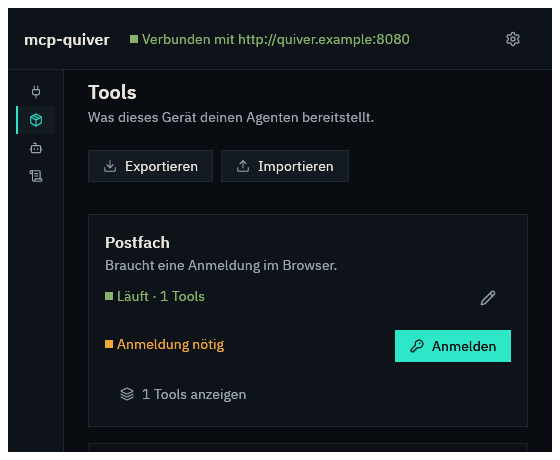 mcp-quiver
Verbunden mit http://quiver.example:8080
Tools
Was dieses Gerät deinen Agenten bereitstellt.
Exportieren
Importieren
Postfach
Braucht eine Anmeldung im Browser.
Läuft · 1 Tools
Anmeldung nötig
Anmelden
1 Tools anzeigen